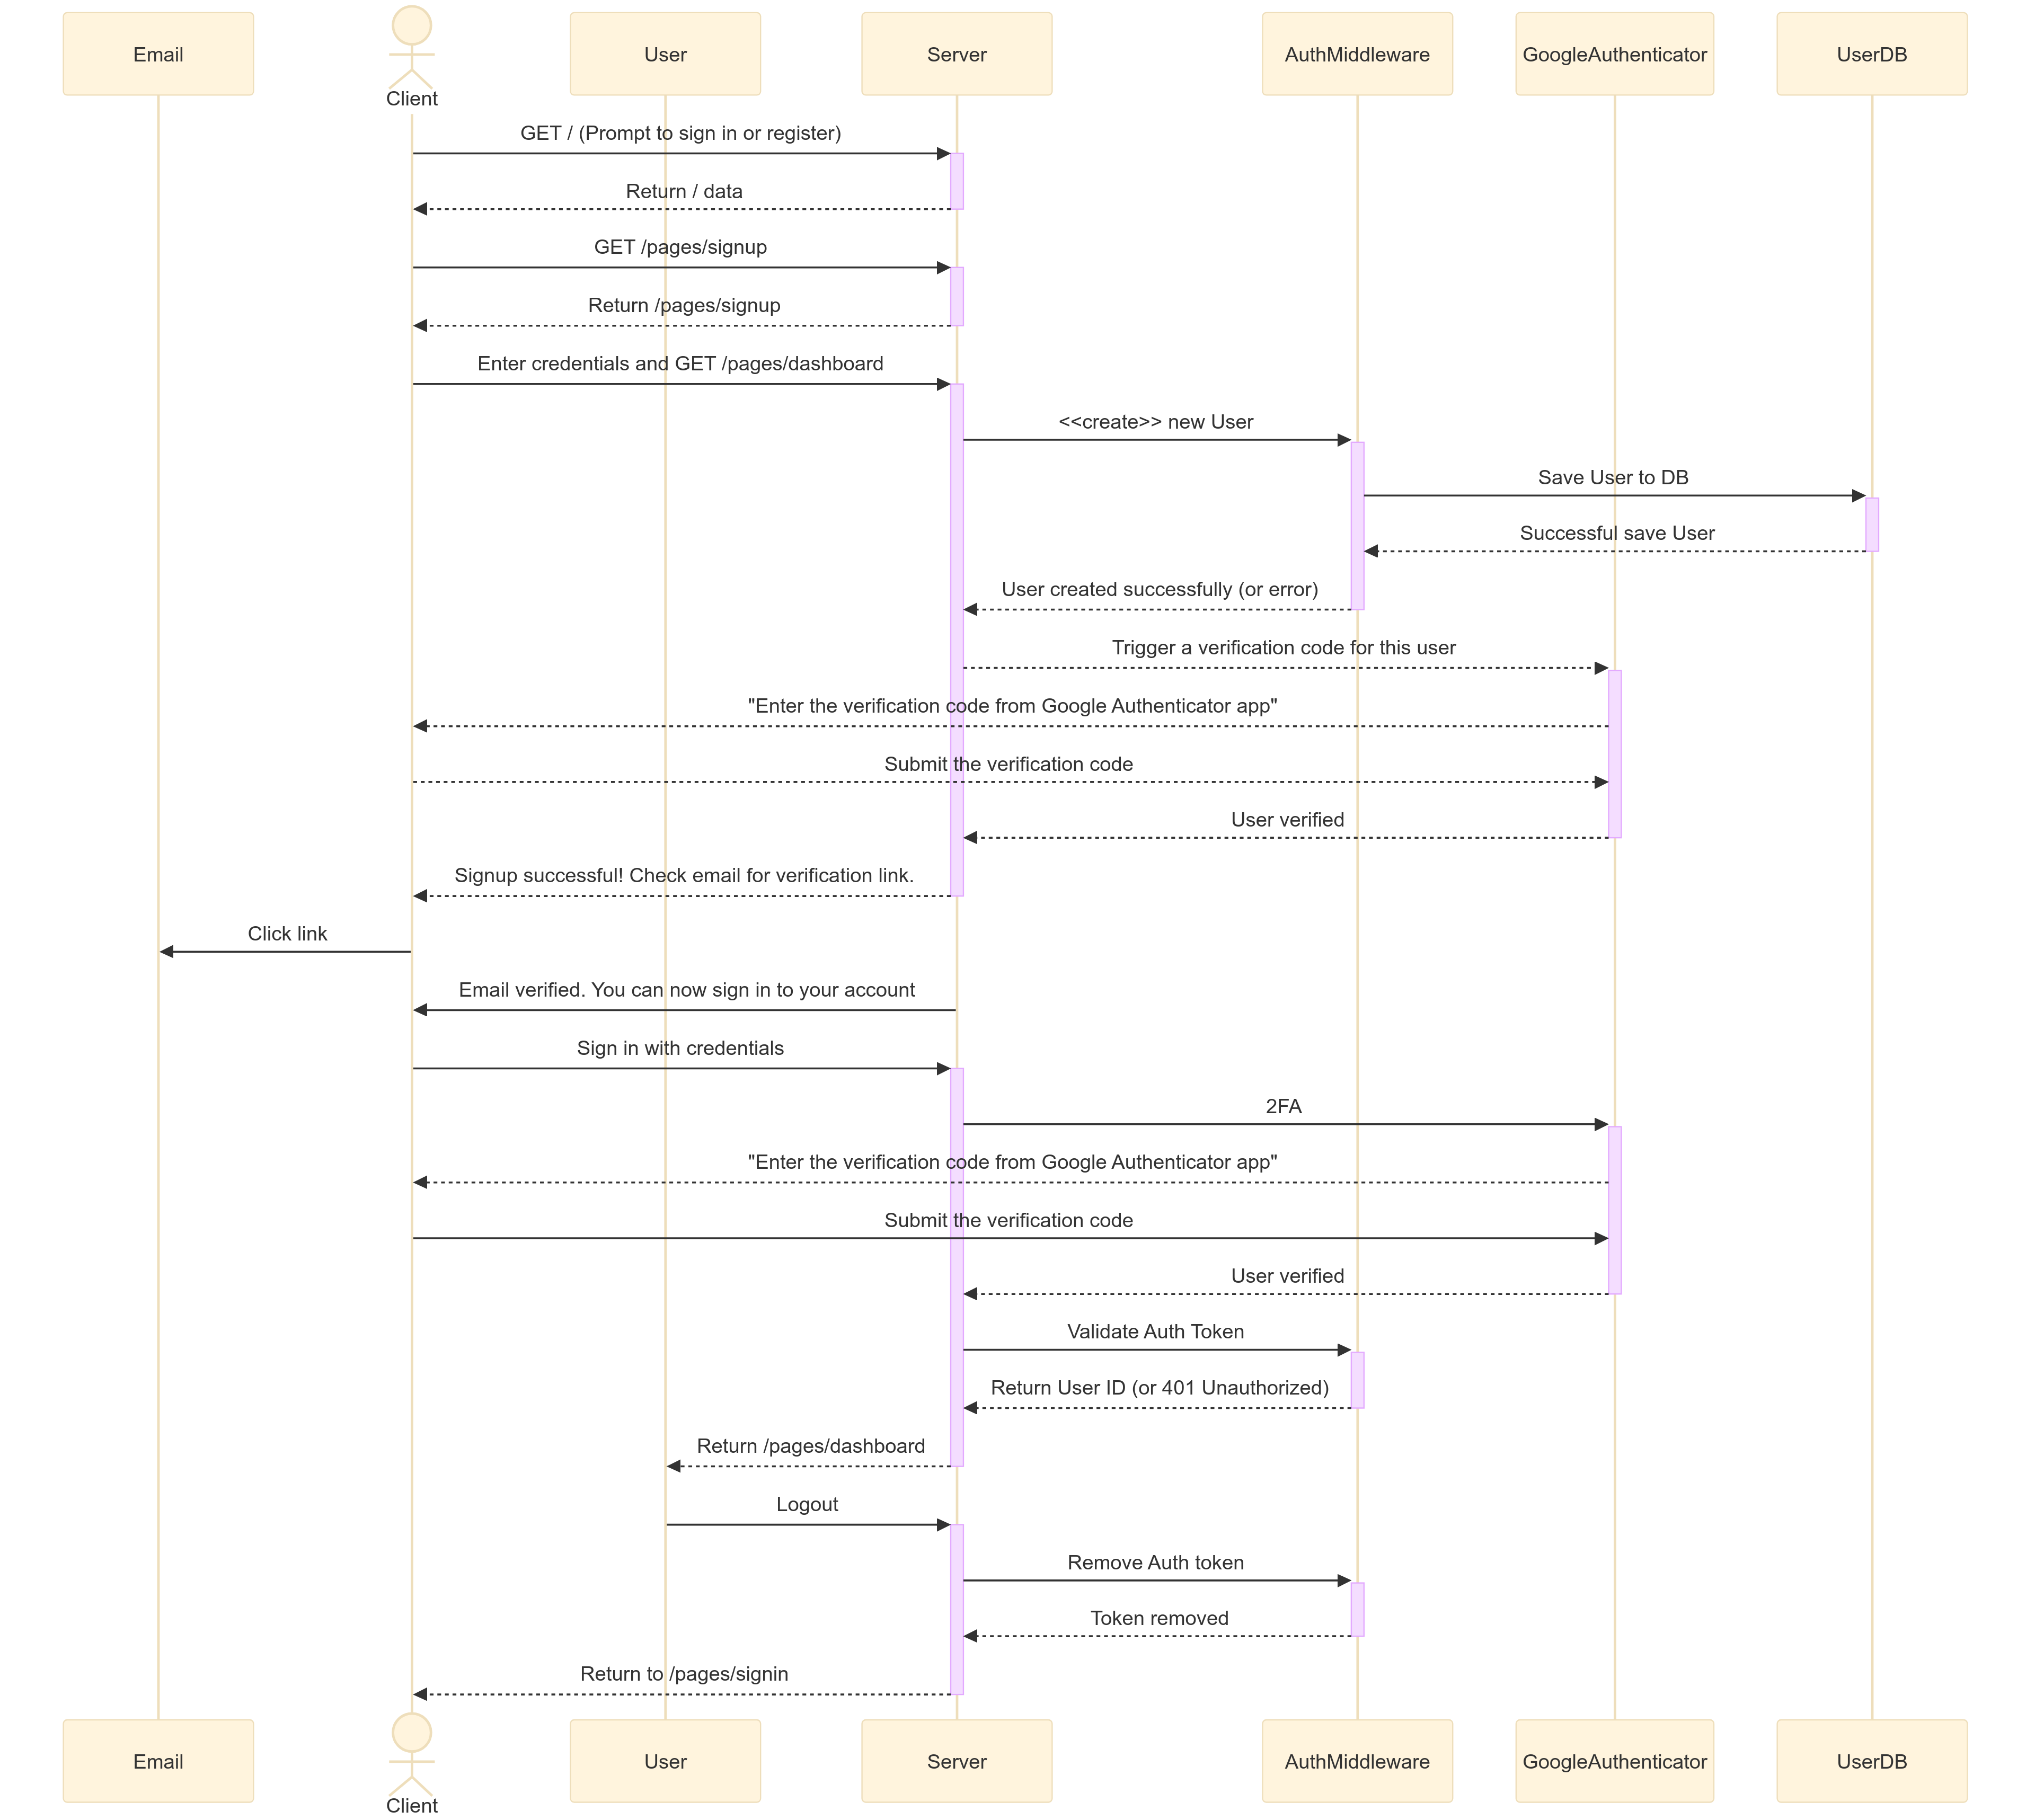 Email
Client
User
Server
AuthMiddleware
GoogleAuthenticator
UserDB
GET / (Prompt to sign in or register)
Return / data
GET /pages/signup
Return /pages/signup
Enter credentials and GET /pages/dashboard
<<create>> new User
Save User to DB
Successful save User
User created successfully (or error)
Trigger a verification code for this user
"Enter the verification code from Google Authenticator app"
Submit the verification code
User verified
Signup successful! Check email for verification link.
Click link
Email verified. You can now sign in to your account
Sign in with credentials
2FA
"Enter the verification code from Google Authenticator app"
Submit the verification code
User verified
Validate Auth Token
Return User ID (or 401 Unauthorized)
Return /pages/dashboard
Logout
Remove Auth token
Token removed
Return to /pages/signin
Email
Client
User
Server
AuthMiddleware
GoogleAuthenticator
UserDB